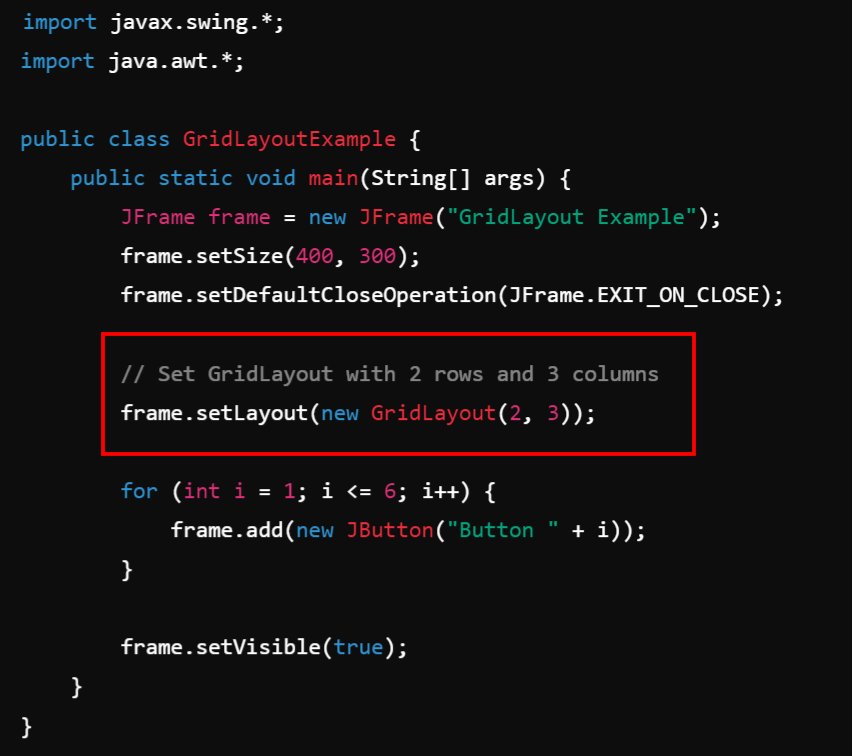 import javax.swing.*;
import java.awt.*;
public class GridLayoutExample {
public static void main(String[] args) {
JFrame frame = new JFrame("GridLayout Example");
frame.setSize(400, 300);
frame.setDefaultCloseOperation(JFrame.EXIT_ON_CLOSE);
// Set GridLayout with 2 rows and 3 columns
frame.setLayout(new GridLayout(2, 3));
for (int i = 1; i <= 6; i++) {
frame.add(new JButton("Button " + i));
}
frame.setVisible(true);
}
}